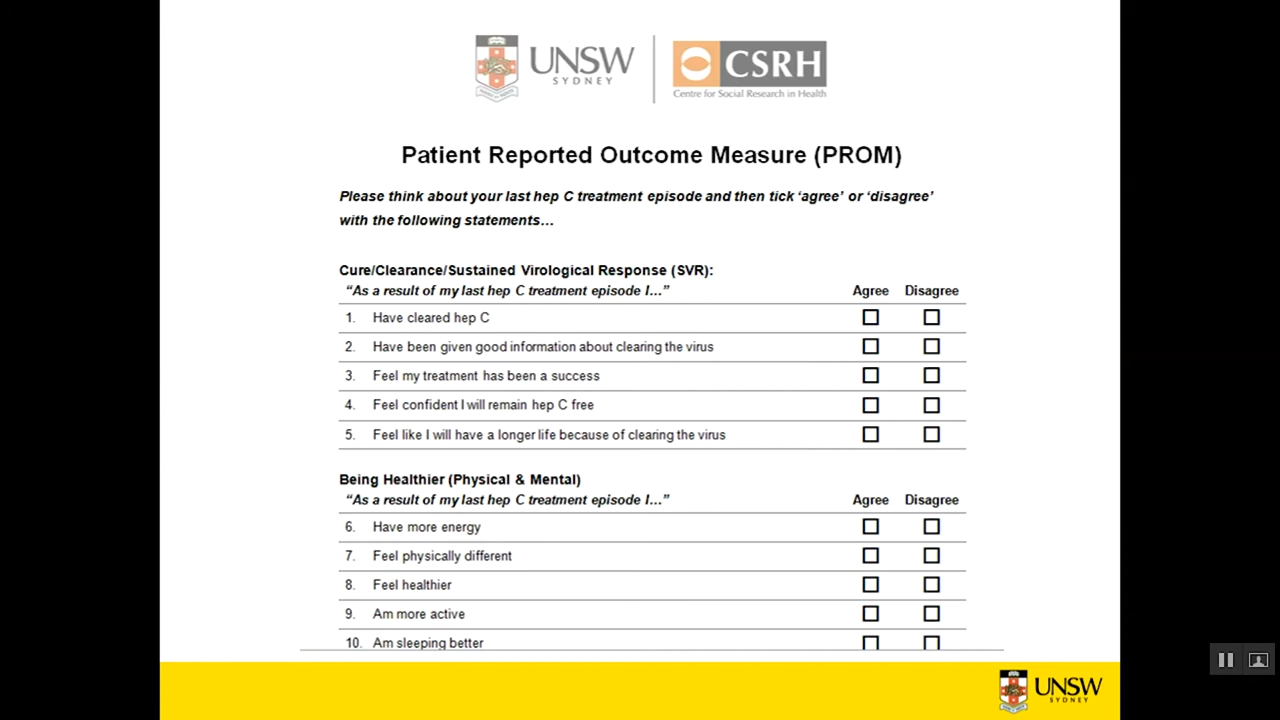 UNSW
SYDNEY
CSRH
Centre for Social Research in Health
Patient Reported Outcome Measure (PROM)
Please think about your last hep C treatment episode and then tick ‘agree’ or ‘disagree’
with the following statements…
Cure/Clearance/Sustained Virological Response (SVR):
“As a result of my last hep C treatment episode I…” Agree Disagree
1. Have cleared hep C
2. Have been given good information about clearing the virus
3. Feel my treatment has been a success
4. Feel confident I will remain hep C free
5. Feel like I will have a longer life because of clearing the virus
Being Healthier (Physical & Mental)
“As a result of my last hep C treatment episode I…” Agree Disagree
6. Have more energy
7. Feel physically different
8. Feel healthier
9. Am more active
10. Am sleeping better
UNSW
SYDNEY